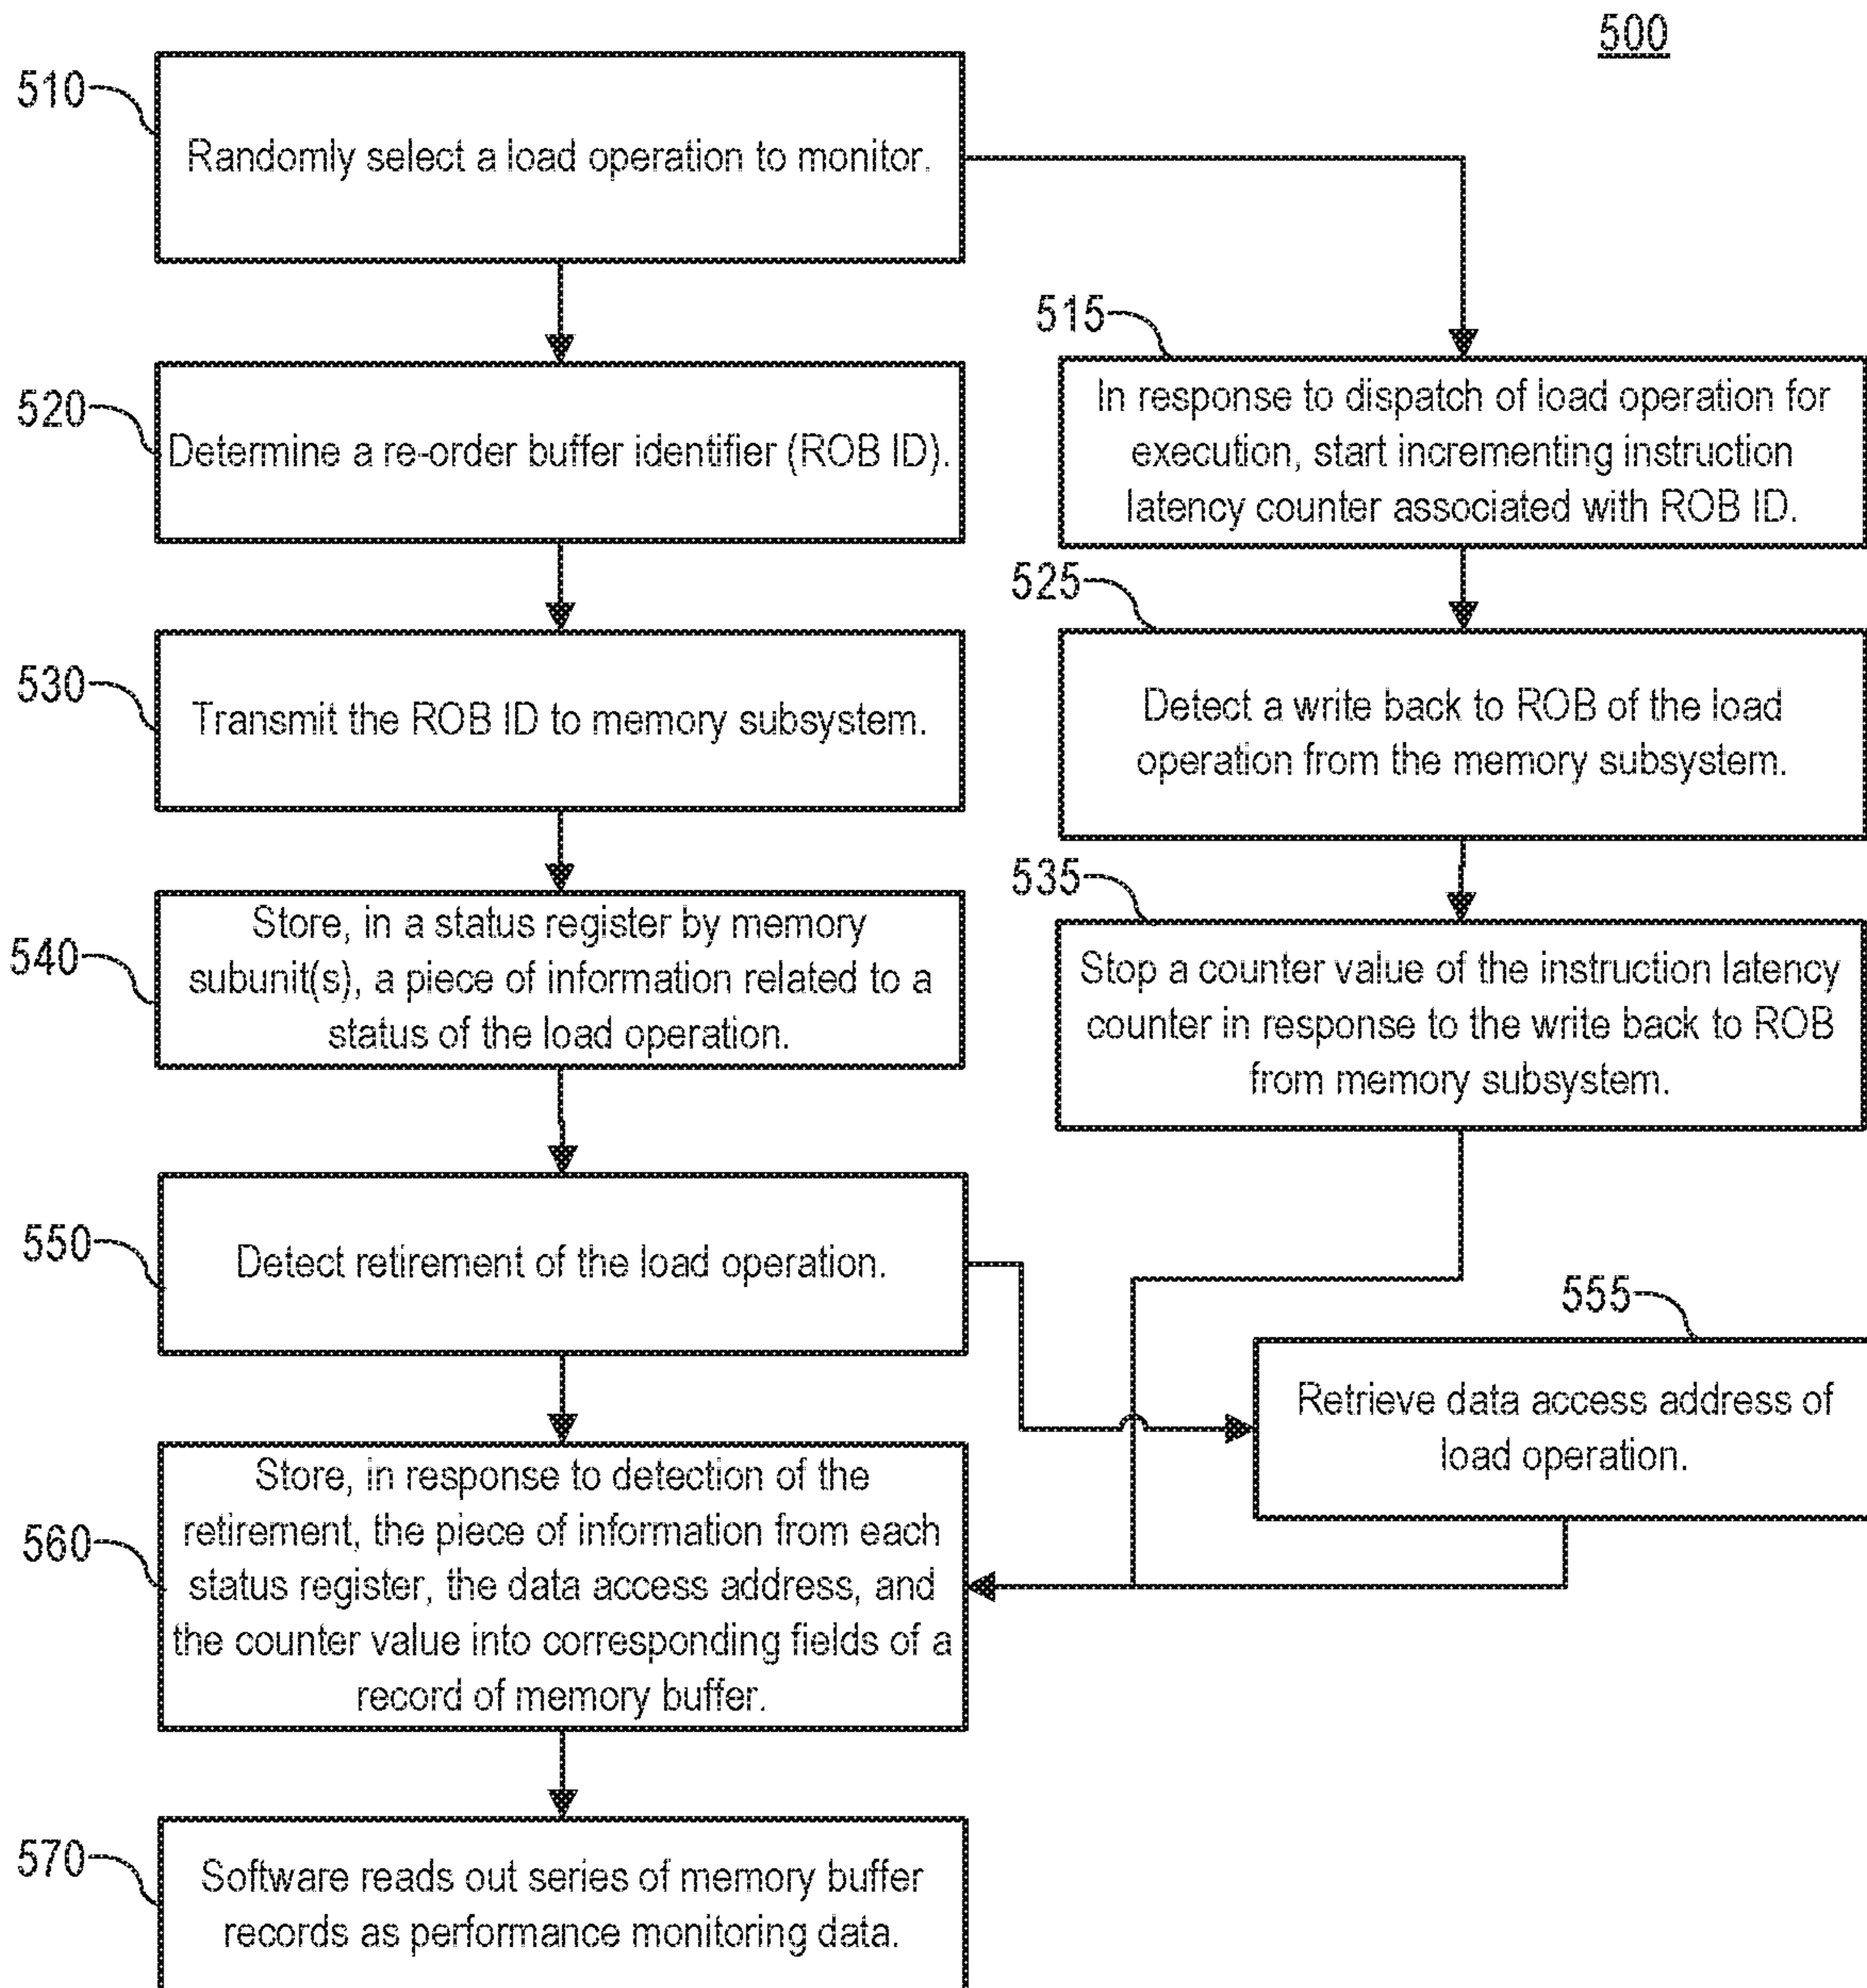 500
510
Randomly select a load operation to monitor.
515
In response to dispatch of load operation for
execution, start incrementing instruction
latency counter associated with ROB ID.
520
Determine a re-order buffer identifier (ROB ID).
525
Detect a write back to ROB of the load
operation from the memory subsystem.
530
Transmit the ROB ID to memory subsystem.
535
Stop a counter value of the instruction latency
counter in response to the write back to ROB
from memory subsystem.
540
Store, in a status register by memory
subunit(s), a piece of information related to a
status of the load operation.
550
Detect retirement of the load operation.
555
Retrieve data access address of
load operation.
560
Store, in response to detection of the
retirement, the piece of information from each
status register, the data access address, and
the counter value into corresponding fields of a
record of memory buffer.
570
Software reads out series of memory buffer
records as performance monitoring data.